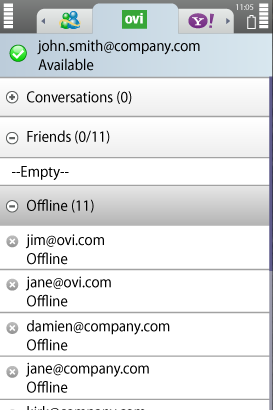 11:05
ovi
Y!
john.smith@company.com
Available
Conversations (0)
Friends (0/11)
--Empty--
Offline (11)
jim@ovi.com
Offline
jane@ovi.com
Offline
damien@company.com
Offline
jane@company.com
Offline